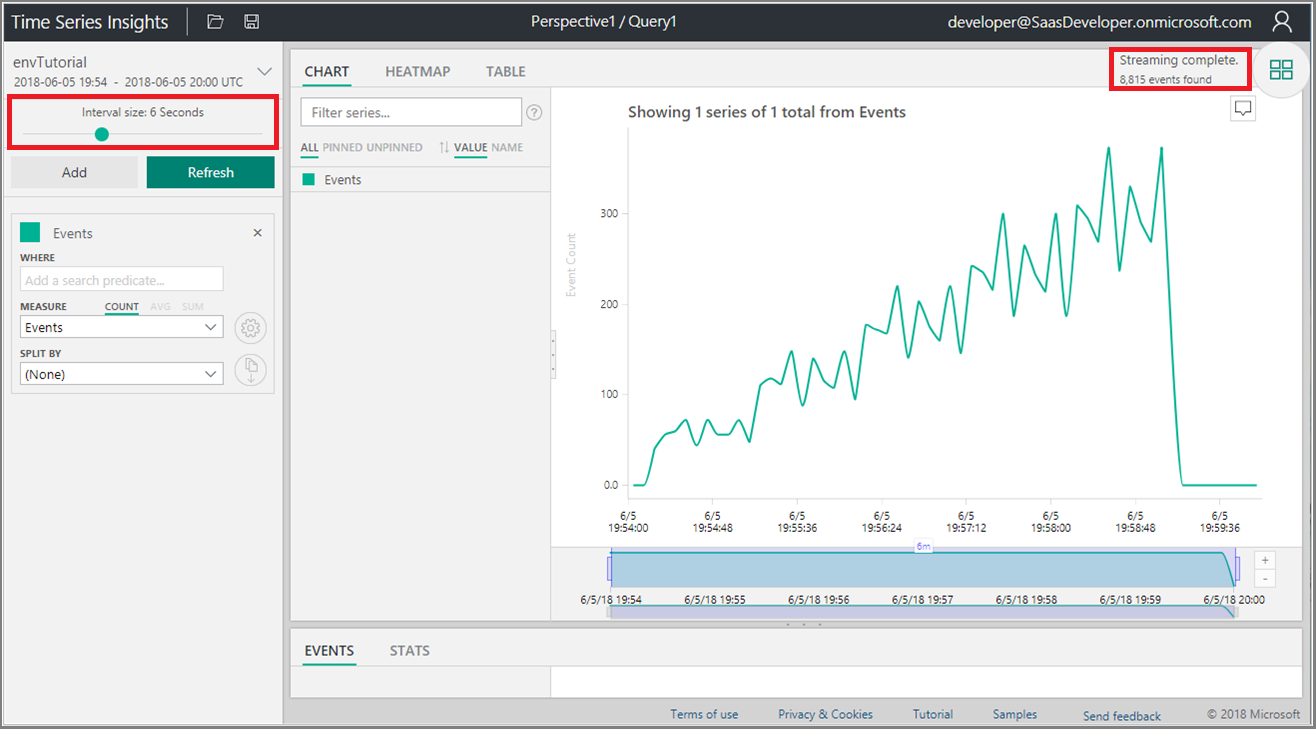 Time Series Insights
Perspective1 / Query1
developer@SaasDeveloper.onmicrosoft.com
envTutorial
2018-06-05 19:54 - 2018-06-05 20:00 UTC
Interval size: 6 Seconds
Add
Refresh
Events
WHERE
Add a search predicate...
MEASURE COUNT AVG SUM
Events
SPLIT BY
(None)
CHART HEATMAP TABLE
Streaming complete.
8,815 events found
Filter series...
?
ALL PINNED UNPINNED VALUE NAME
Events
Showing 1 series of 1 total from Events
Event Count
300
200
100
0.0
6/5 6/5 6/5 6/5 6/5 6/5 6/5 6/5
19:54:00 19:54:48 19:55:36 19:56:24 19:57:12 19:58:00 19:58:48 19:59:36
6m
+
-
6/5/18 19:54 6/5/18 19:55 6/5/18 19:56 6/5/18 19:57 6/5/18 19:58 6/5/18 19:59 6/5/18 20:00
EVENTS STATS
Terms of use Privacy & Cookies Tutorial Samples Send feedback © 2018 Microsoft